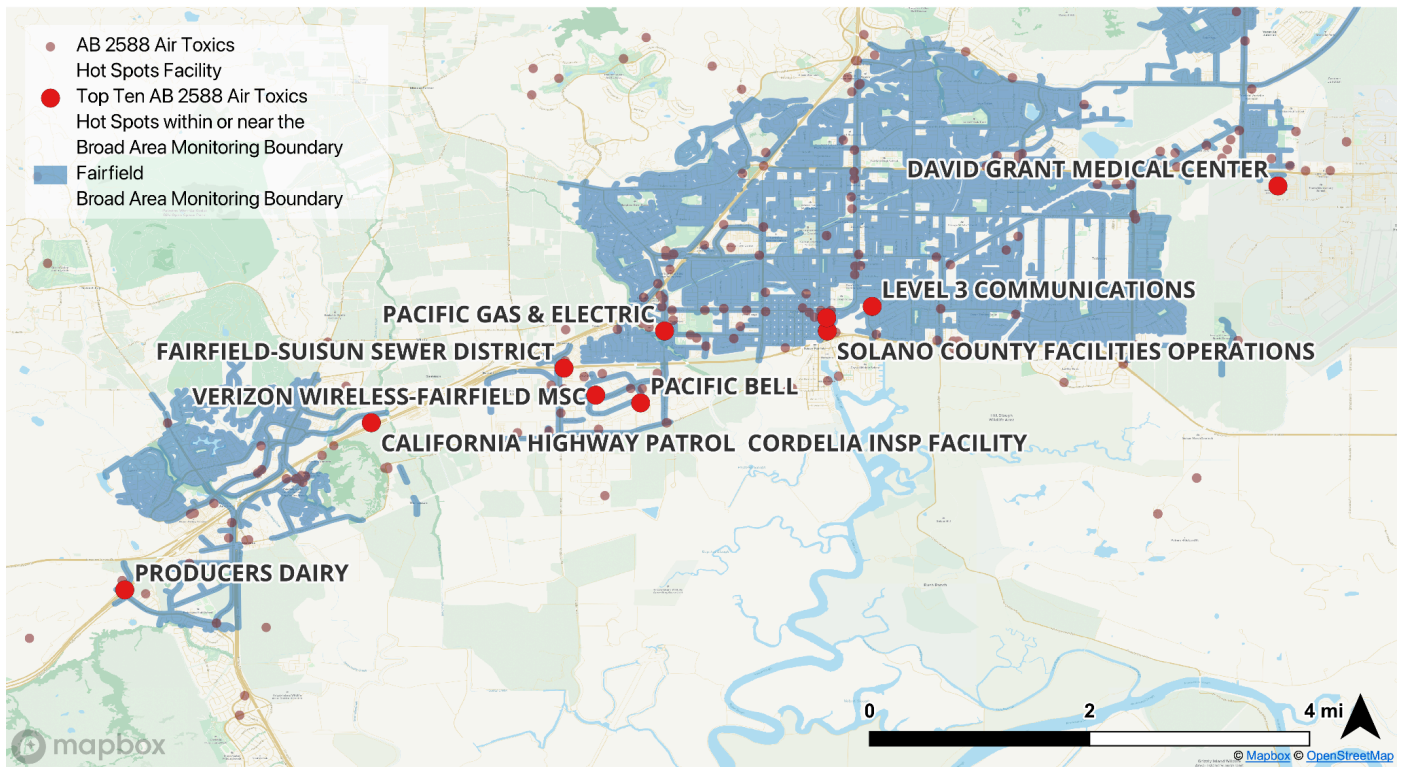 AB 2588 Air Toxics
Hot Spots Facility
Top Ten AB 2588 Air Toxics
Hot Spots within or near the
Broad Area Monitoring Boundary
Fairfield
Broad Area Monitoring Boundary
DAVID GRANT MEDICAL CENTER
LEVEL 3 COMMUNICATIONS
PACIFIC GAS & ELECTRIC
FAIRFIELD-SUISUN SEWER DISTRICT
SOLANO COUNTY FACILITIES OPERATIONS
VERIZON WIRELESS-FAIRFIELD MSC
PACIFIC BELL
CALIFORNIA HIGHWAY PATROL  CORDELIA INSP FACILITY
PRODUCERS DAIRY
0 2 4 mi
mapbox
© Mapbox © OpenStreetMap